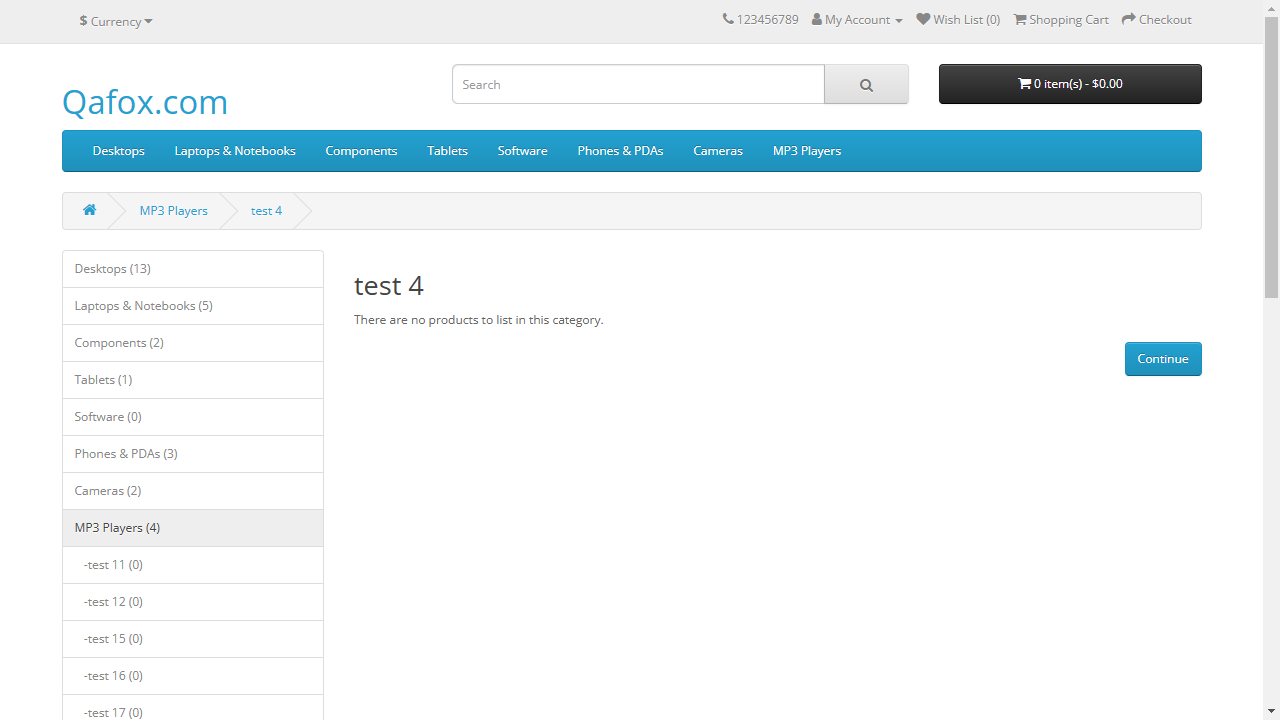 $ Currency
123456789 My Account Wish List (0) Shopping Cart Checkout
Qafox.com
Search
0 item(s) - $0.00
Desktops Laptops & Notebooks Components Tablets Software Phones & PDAs Cameras MP3 Players
MP3 Players test 4
Desktops (13)
Laptops & Notebooks (5)
Components (2)
Tablets (1)
Software (0)
Phones & PDAs (3)
Cameras (2)
MP3 Players (4)
-test 11 (0)
-test 12 (0)
-test 15 (0)
-test 16 (0)
-test 17 (0)
test 4
There are no products to list in this category.
Continue